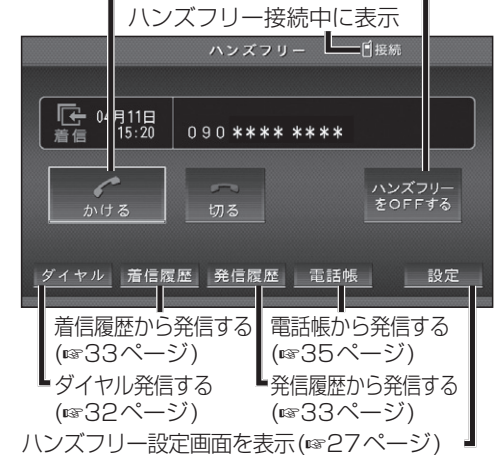 ハンズフリー接続中に表示
ハンズフリー 接続
着信 04月11日 15:20 090 **** ****
かける 切る ハンズフリーをOFFする
ダイヤル 着信履歴 発信履歴 電話帳 設定
着信履歴から発信する
(☞33ページ)
電話帳から発信する
(☞35ページ)
ダイヤル発信する
(☞32ページ)
発信履歴から発信する
(☞33ページ)
ハンズフリー設定画面を表示(☞27ページ)